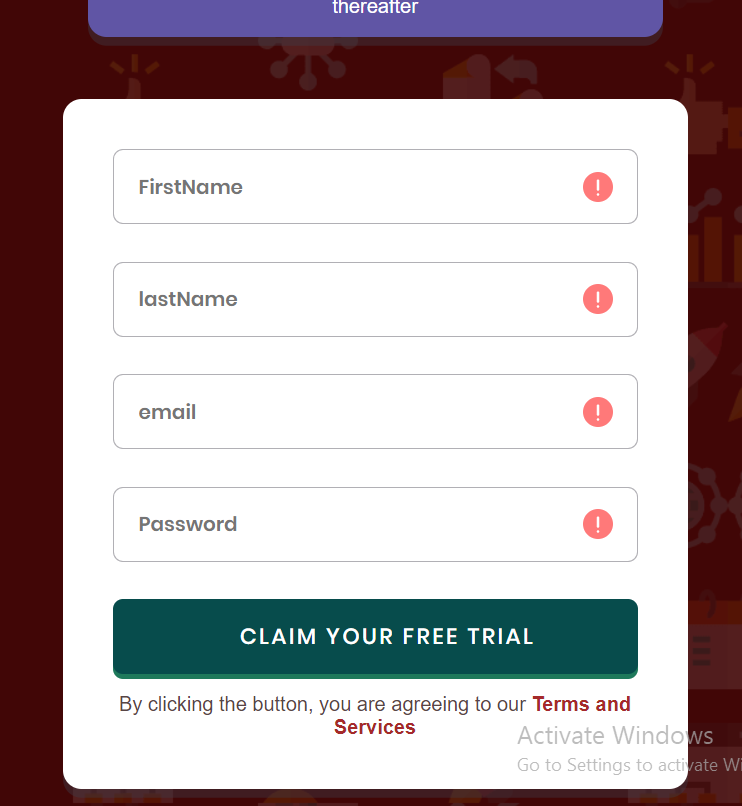 thereafter
FirstName
lastName
email
Password
CLAIM YOUR FREE TRIAL
By clicking the button, you are agreeing to our Terms and
Services
Activate Windows
Go to Settings to activate